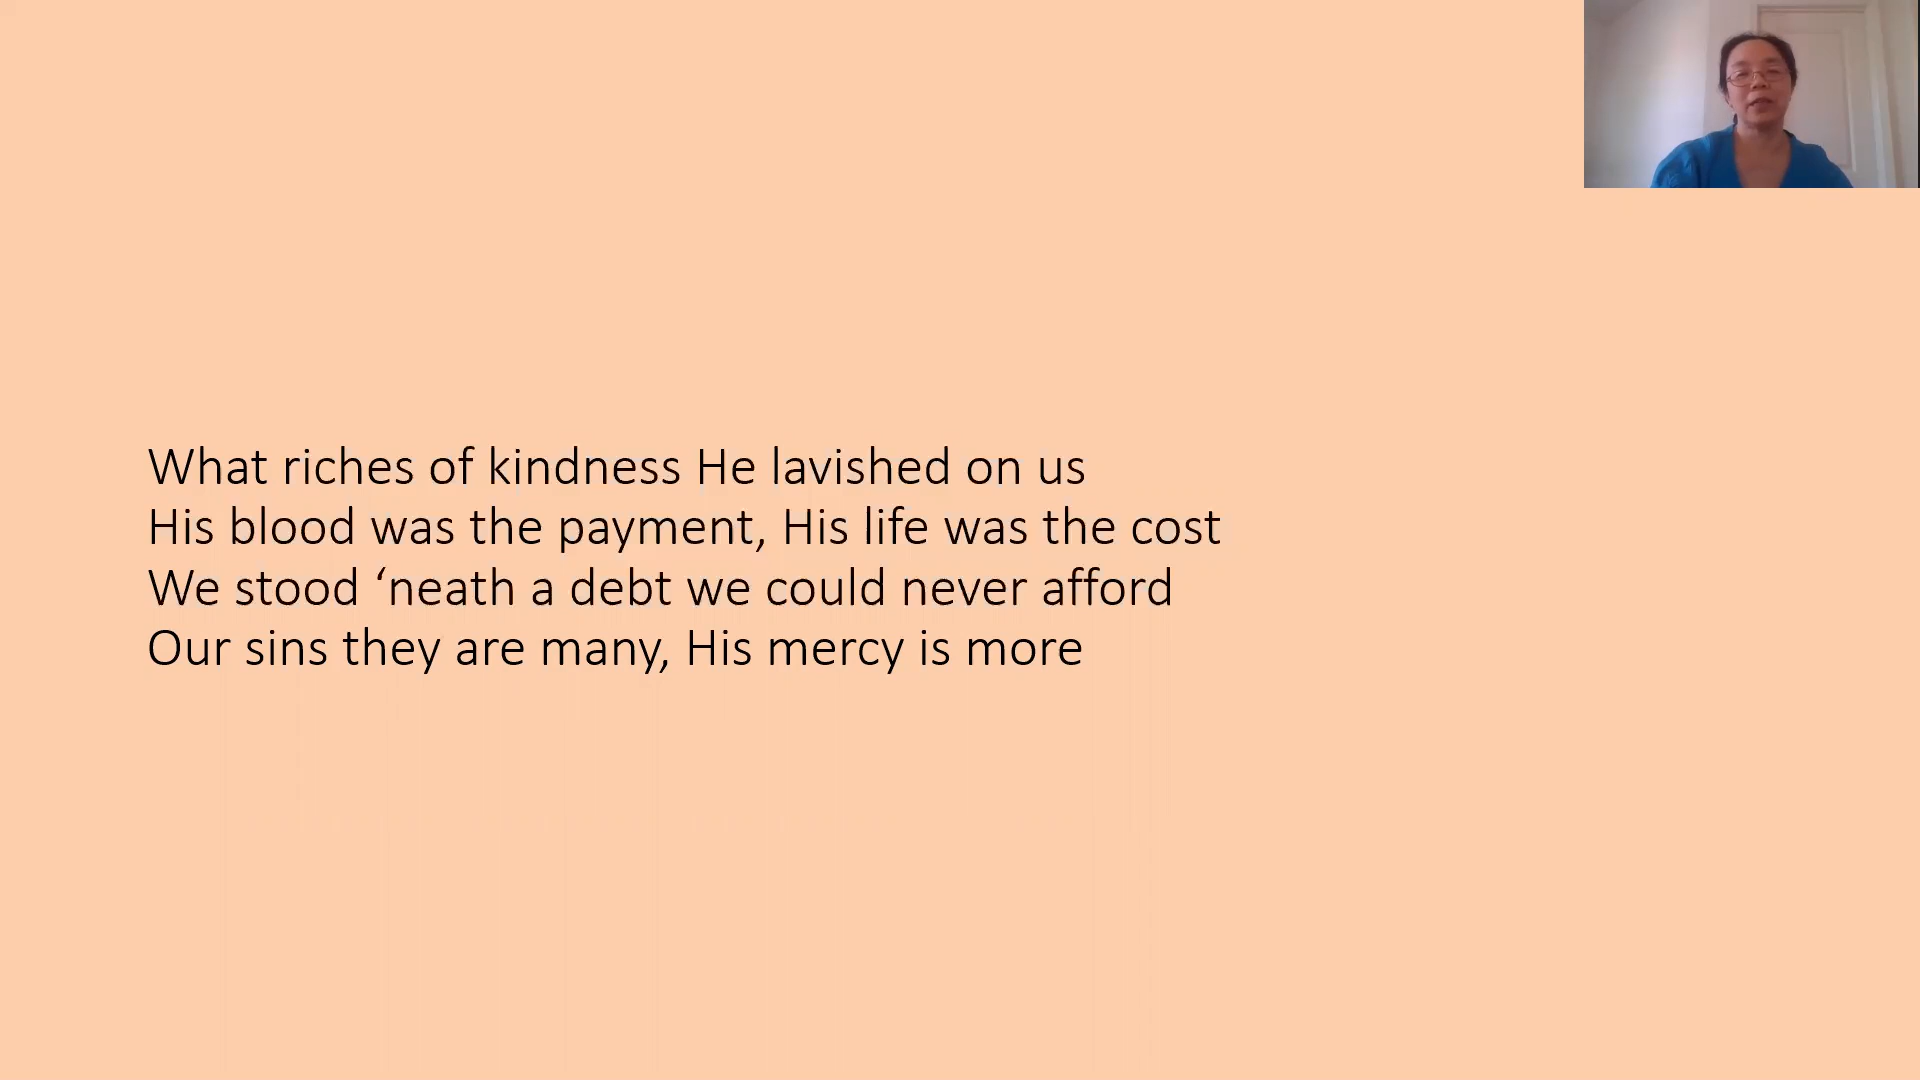 What riches of kindness He lavished on us
His blood was the payment, His life was the cost
We stood ‘neath a debt we could never afford
Our sins they are many, His mercy is more